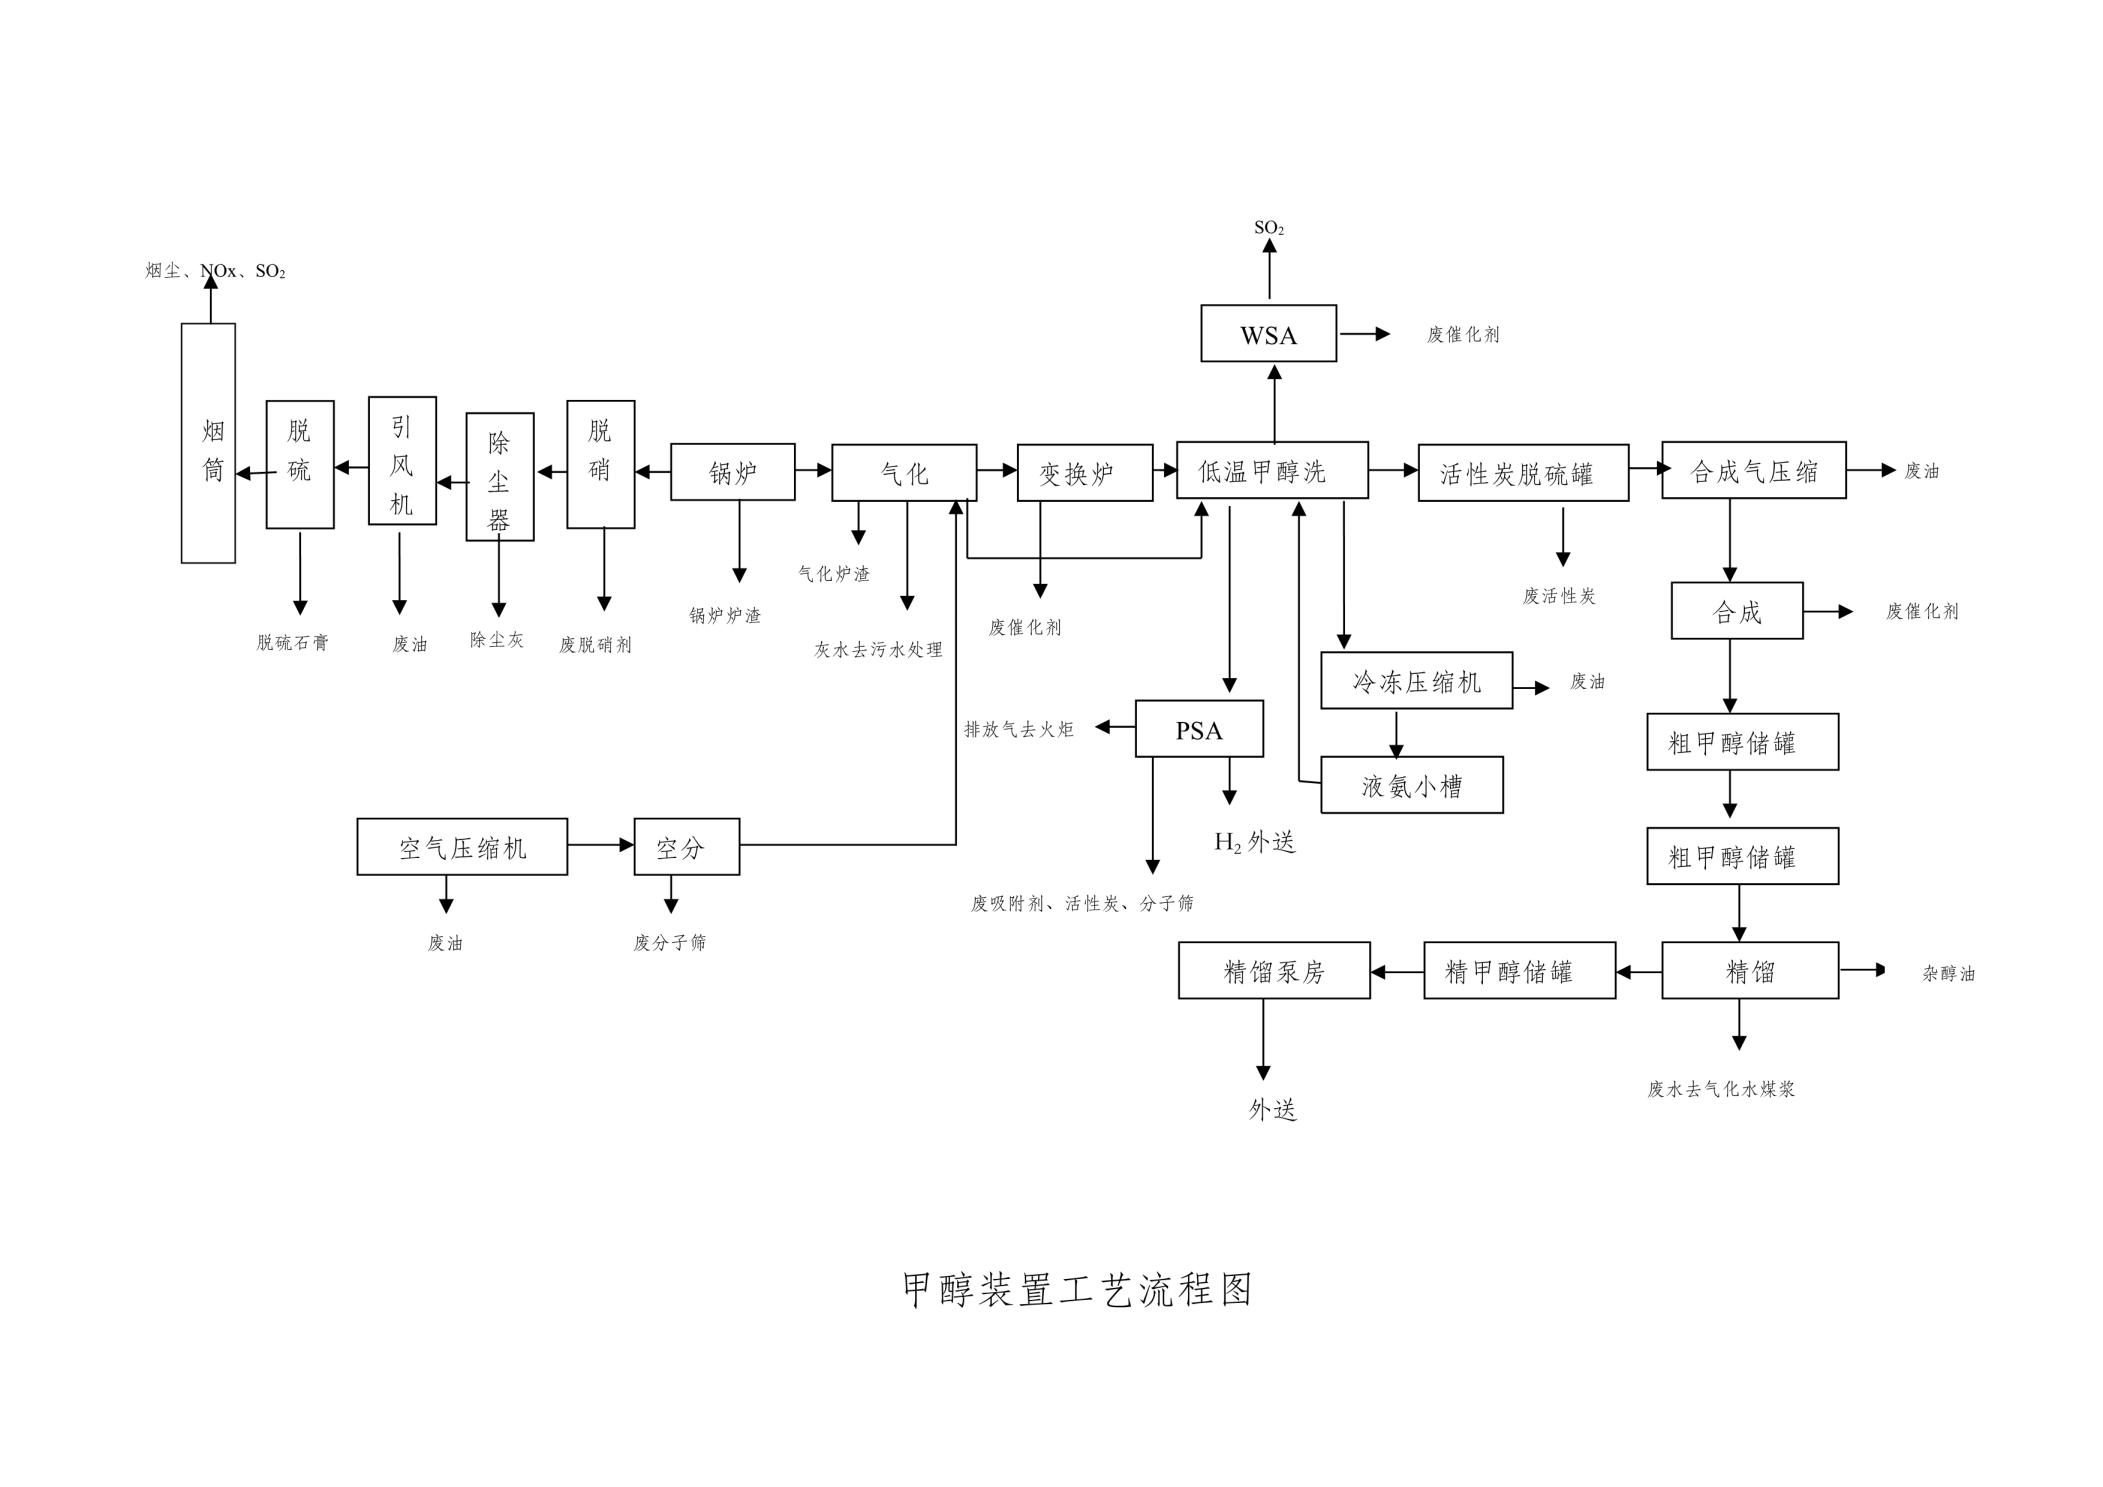 SO₂
烟尘、NOx、SO₂
WSA
废催化剂
烟筒
脱硫
引风机
除尘器
脱硝
锅炉
气化
变换炉
低温甲醇洗
活性炭脱硫罐
合成气压缩
废油
气化炉渣
锅炉炉渣
废催化剂
废活性炭
合成
废催化剂
脱硫石膏
废油
除尘灰
废脱硝剂
灰水去污水处理
冷冻压缩机
废油
排放气去火炬
PSA
粗甲醇储罐
液氨小槽
空气压缩机
空分
H₂ 外送
粗甲醇储罐
废吸附剂、活性炭、分子筛
废油
废分子筛
精馏泵房
精甲醇储罐
精馏
杂醇油
废水去气化水煤浆
外送
甲醇装置工艺流程图